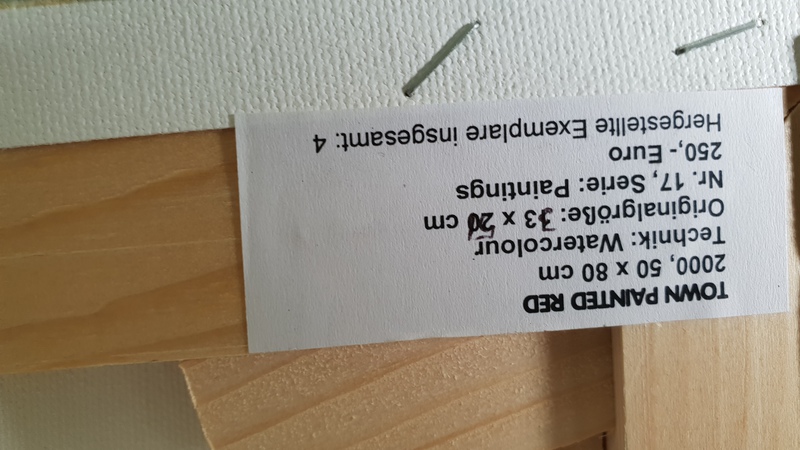 TOWN PAINTED RED
2000, 50 x 80 cm
Technik: Watercolour
Originalgröße: 33 x cm
Nr. 17, Serie: Paintings
250,- Euro
Hergestellte Exemplare insgesamt: 4